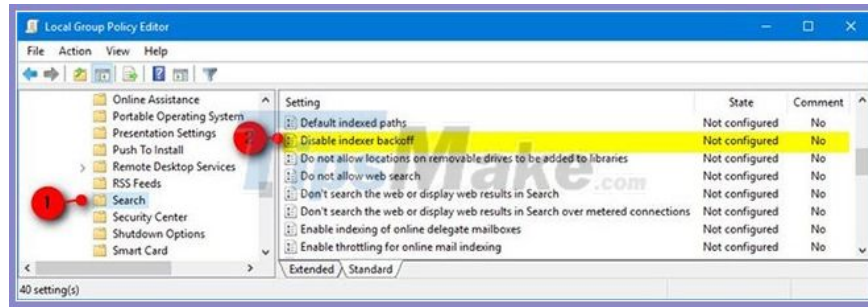 Local Group Policy Editor
File Action View Help
Online Assistance
Portable Operating System
Presentation Settings
Push To Install
Remote Desktop Services
RSS Feeds
1
Search
Security Center
Shutdown Options
Smart Card
Setting State Comment
Default indexed paths Not configured No
2
Disable indexer backoff Not configured No
Do not allow locations on removable drives to be added to libraries Not configured No
Do not allow web search Not configured No
Don't search the web or display web results in Search Not configured No
Don't search the web or display web results in Search over metered connections Not configured No
Enable indexing of online delegate mailboxes Not configured No
Enable throttling for online mail indexing Not configured No
TipsMake.com
Extended Standard
40 setting(s)